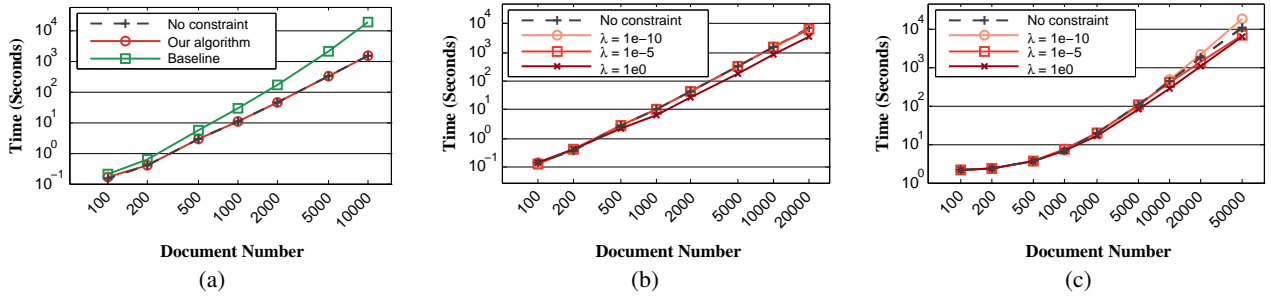 No constraint
Our algorithm
Baseline
10^5
10^4
10^3
10^2
10^1
10^0
10^-1
Time (Seconds)
100
200
500
1000
2000
5000
10000
Document Number
(a)
No constraint
λ = 1e−10
λ = 1e−5
λ = 1e0
10^4
10^3
10^2
10^1
10^0
10^-1
Time (Seconds)
100
200
500
1000
2000
5000
10000
20000
Document Number
(b)
No constraint
λ = 1e−10
λ = 1e−5
λ = 1e0
10^4
10^3
10^2
10^1
10^0
Time (Seconds)
100
200
500
1000
2000
5000
10000
20000
50000
Document Number
(c)